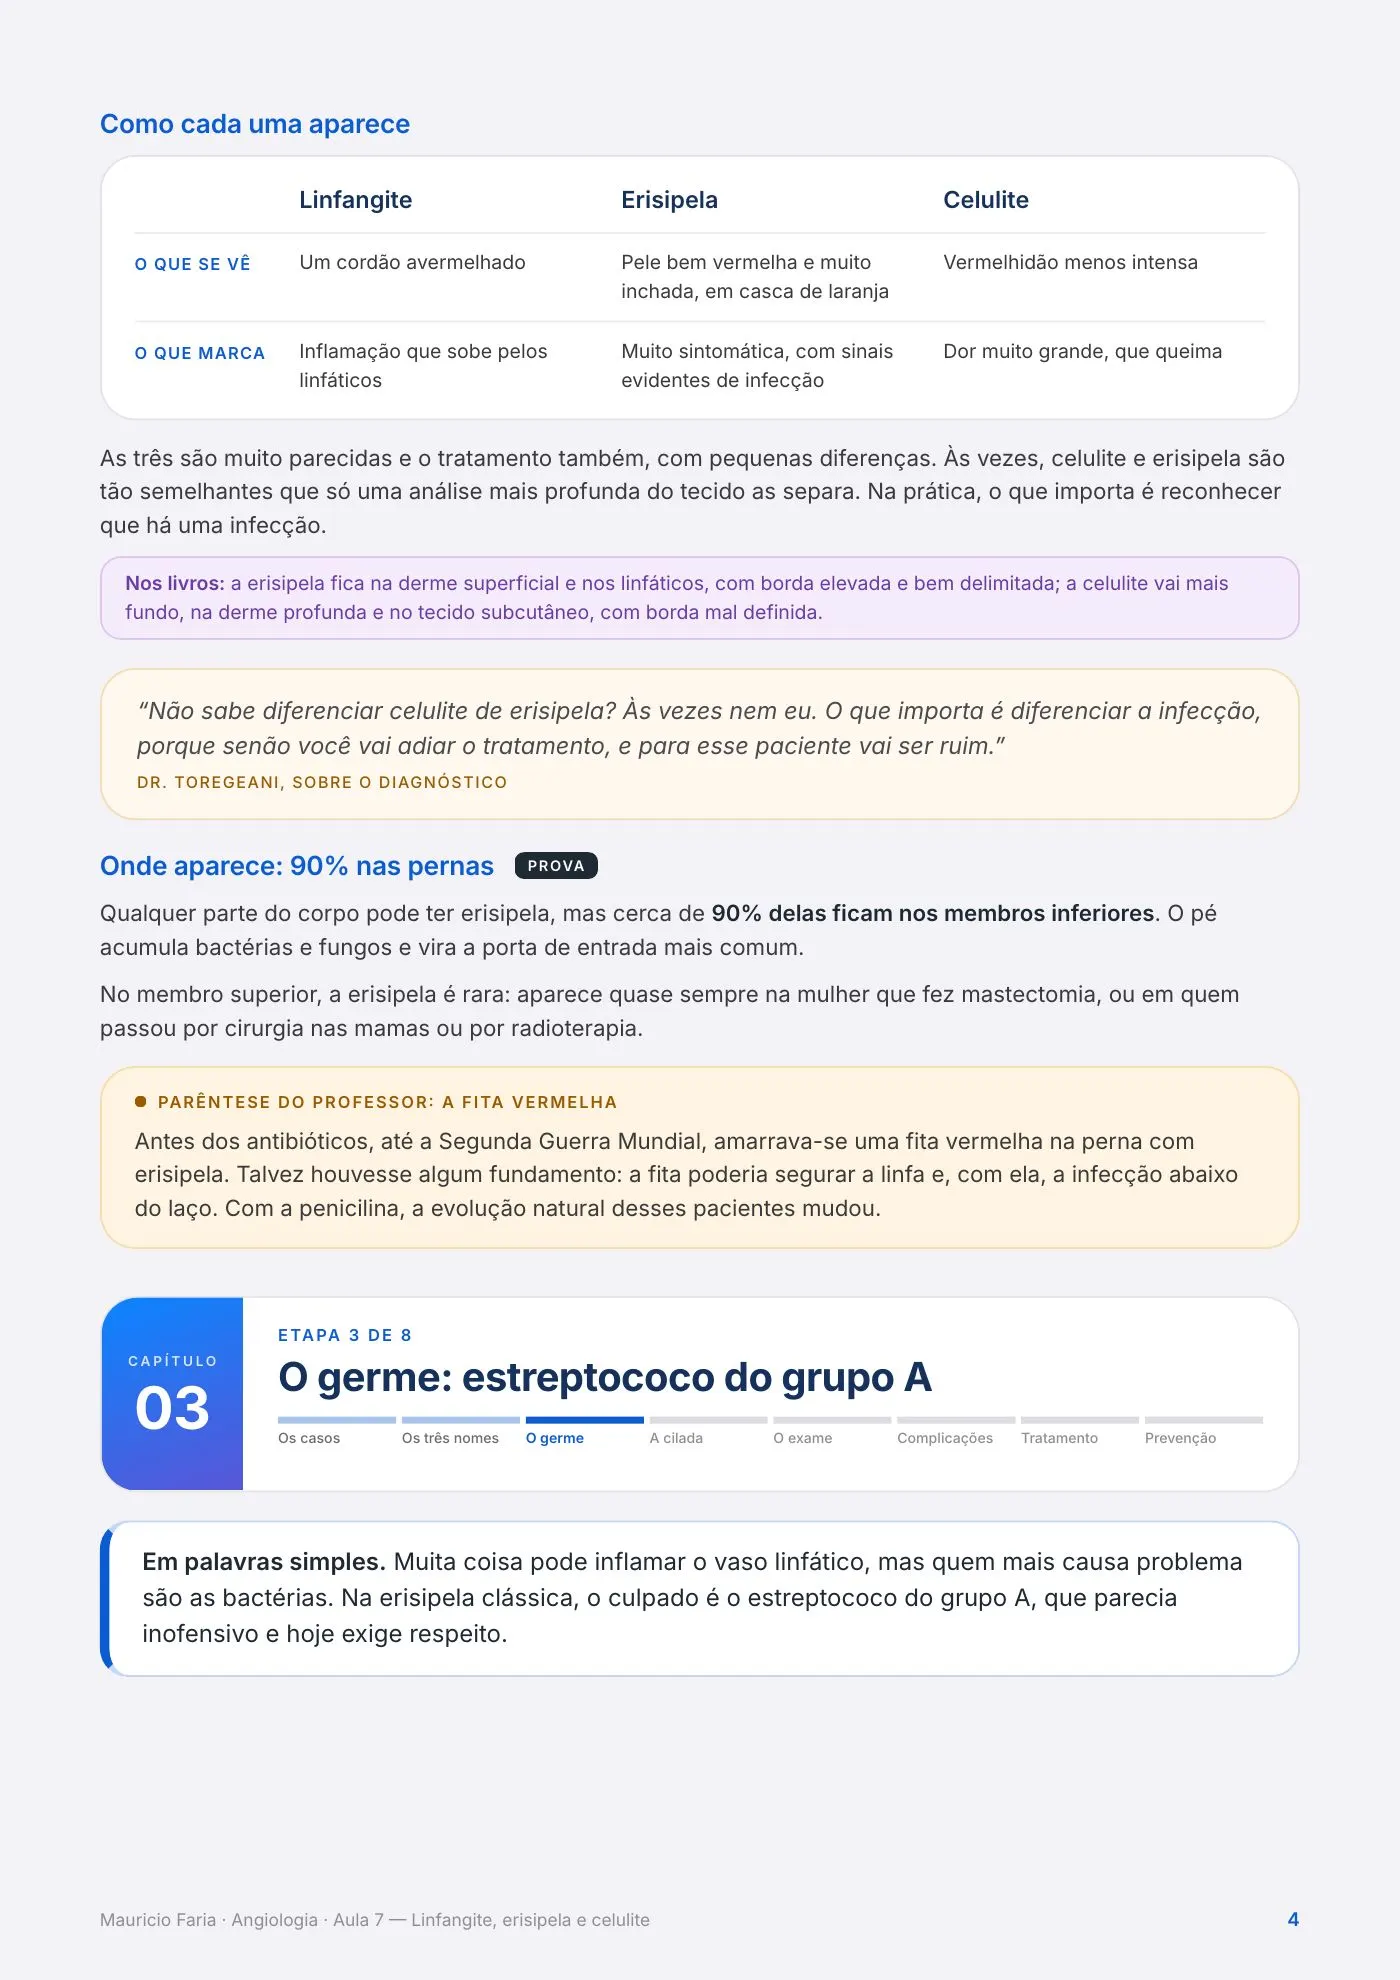 Como cada uma aparece
Linfangite Erisipela Celulite
O QUE SE VÊ Um cordão avermelhado Pele bem vermelha e muito Vermelhidão menos intensa
inchada, em casca de laranja
O QUE MARCA Inflamação que sobe pelos Muito sintomática, com sinais Dor muito grande, que queima
linfáticos evidentes de infecção
As três são muito parecidas e o tratamento também, com pequenas diferenças. Às vezes, celulite e erisipela são
tão semelhantes que só uma análise mais profunda do tecido as separa. Na prática, o que importa é reconhecer
que há uma infecção.
Nos livros: a erisipela fica na derme superficial e nos linfáticos, com borda elevada e bem delimitada; a celulite vai mais
fundo, na derme profunda e no tecido subcutâneo, com borda mal definida.
“Não sabe diferenciar celulite de erisipela? Às vezes nem eu. O que importa é diferenciar a infecção,
porque senão você vai adiar o tratamento, e para esse paciente vai ser ruim.”
DR. TOREGEANI, SOBRE O DIAGNÓSTICO
Onde aparece: 90% nas pernas PROVA
Qualquer parte do corpo pode ter erisipela, mas cerca de 90% delas ficam nos membros inferiores. O pé
acumula bactérias e fungos e vira a porta de entrada mais comum.
No membro superior, a erisipela é rara: aparece quase sempre na mulher que fez mastectomia, ou em quem
passou por cirurgia nas mamas ou por radioterapia.
PARÊNTESE DO PROFESSOR: A FITA VERMELHA
Antes dos antibióticos, até a Segunda Guerra Mundial, amarrava-se uma fita vermelha na perna com
erisipela. Talvez houvesse algum fundamento: a fita poderia segurar a linfa e, com ela, a infecção abaixo
do laço. Com a penicilina, a evolução natural desses pacientes mudou.
CAPÍTULO
03
ETAPA 3 DE 8
O germe: estreptococo do grupo A
Os casos Os três nomes O germe A cilada O exame Complicações Tratamento Prevenção
Em palavras simples. Muita coisa pode inflamar o vaso linfático, mas quem mais causa problema
são as bactérias. Na erisipela clássica, o culpado é o estreptococo do grupo A, que parecia
inofensivo e hoje exige respeito.
Mauricio Faria · Angiologia · Aula 7 — Linfangite, erisipela e celulite 4